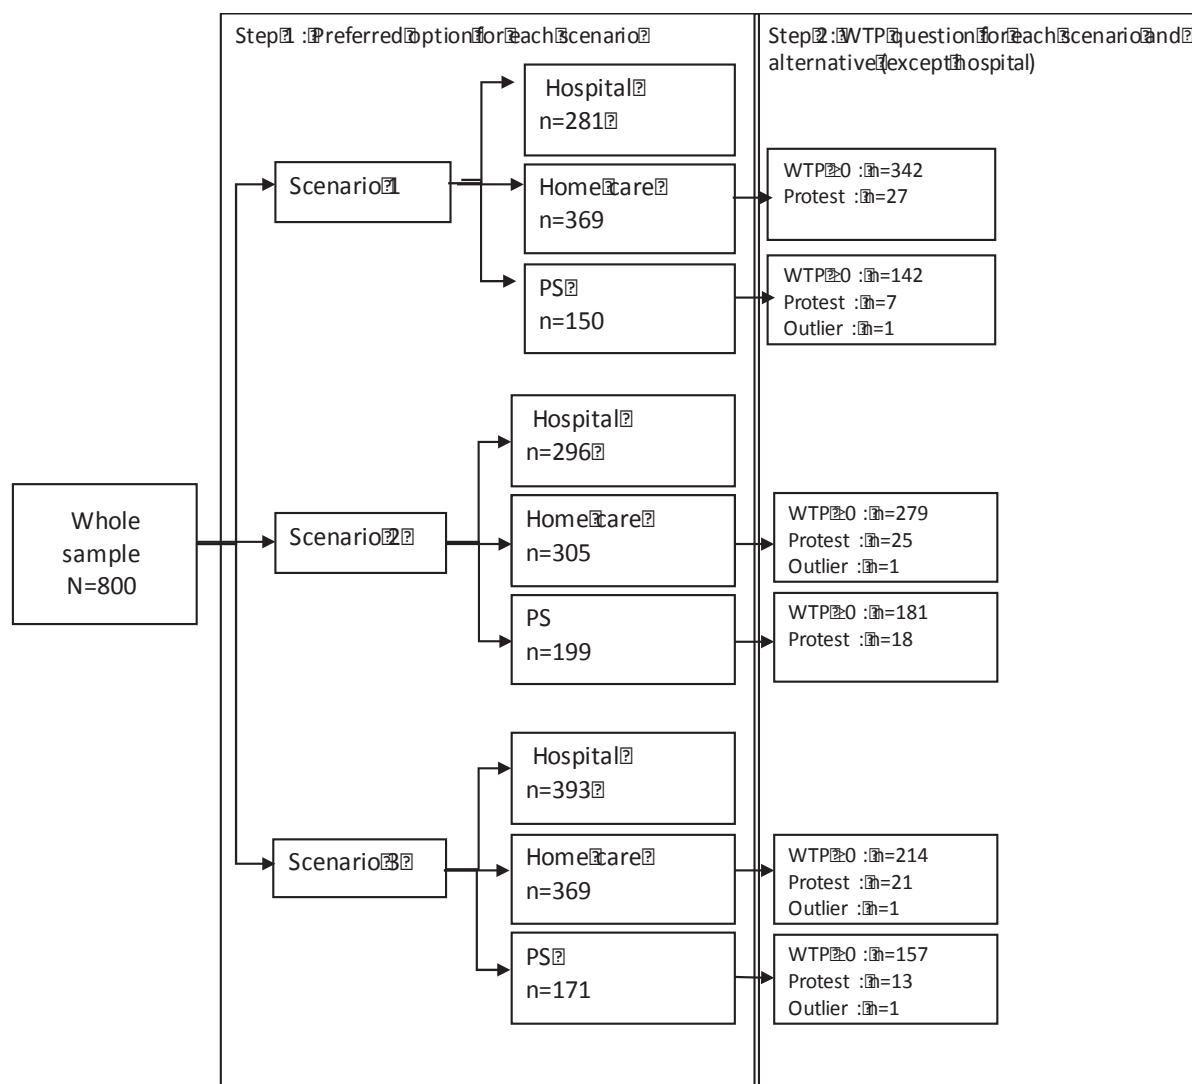 Step 1 : Preferred option for each scenario
Step 2: WTP question for each scenario and
alternative (except hospital)
Hospital
n=281
Scenario 1
Home care
n=369
WTP ≥0 : n=342
Protest : n=27
PS
n=150
WTP ≥0 : n=142
Protest : n=7
Outlier : n=1
Whole
sample
N=800
Hospital
n=296
Scenario 2
Home care
n=305
WTP ≥0 : n=279
Protest : n=25
Outlier : n=1
PS
n=199
WTP ≥0 : n=181
Protest : n=18
Hospital
n=393
Scenario 3
Home care
n=369
WTP ≥0 : n=214
Protest : n=21
Outlier : n=1
PS
n=171
WTP ≥0 : n=157
Protest : n=13
Outlier : n=1